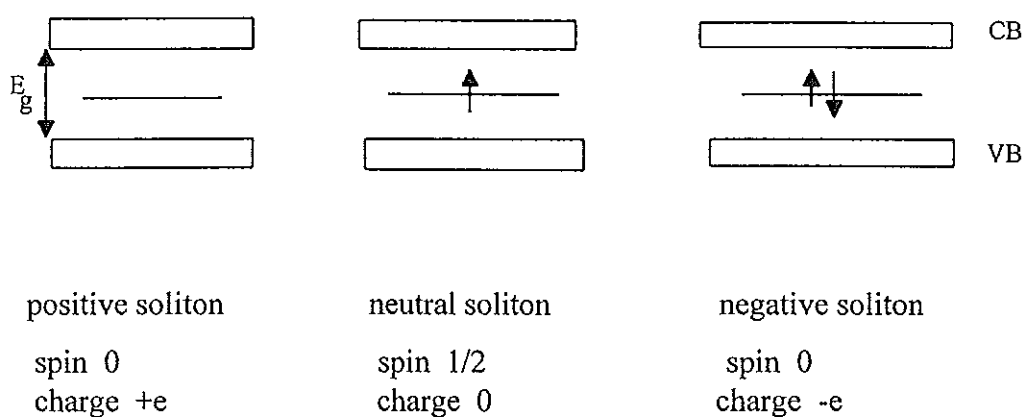 CB
E
g
VB
positive soliton neutral soliton negative soliton
spin 0 spin 1/2 spin 0
charge +e charge 0 charge -e